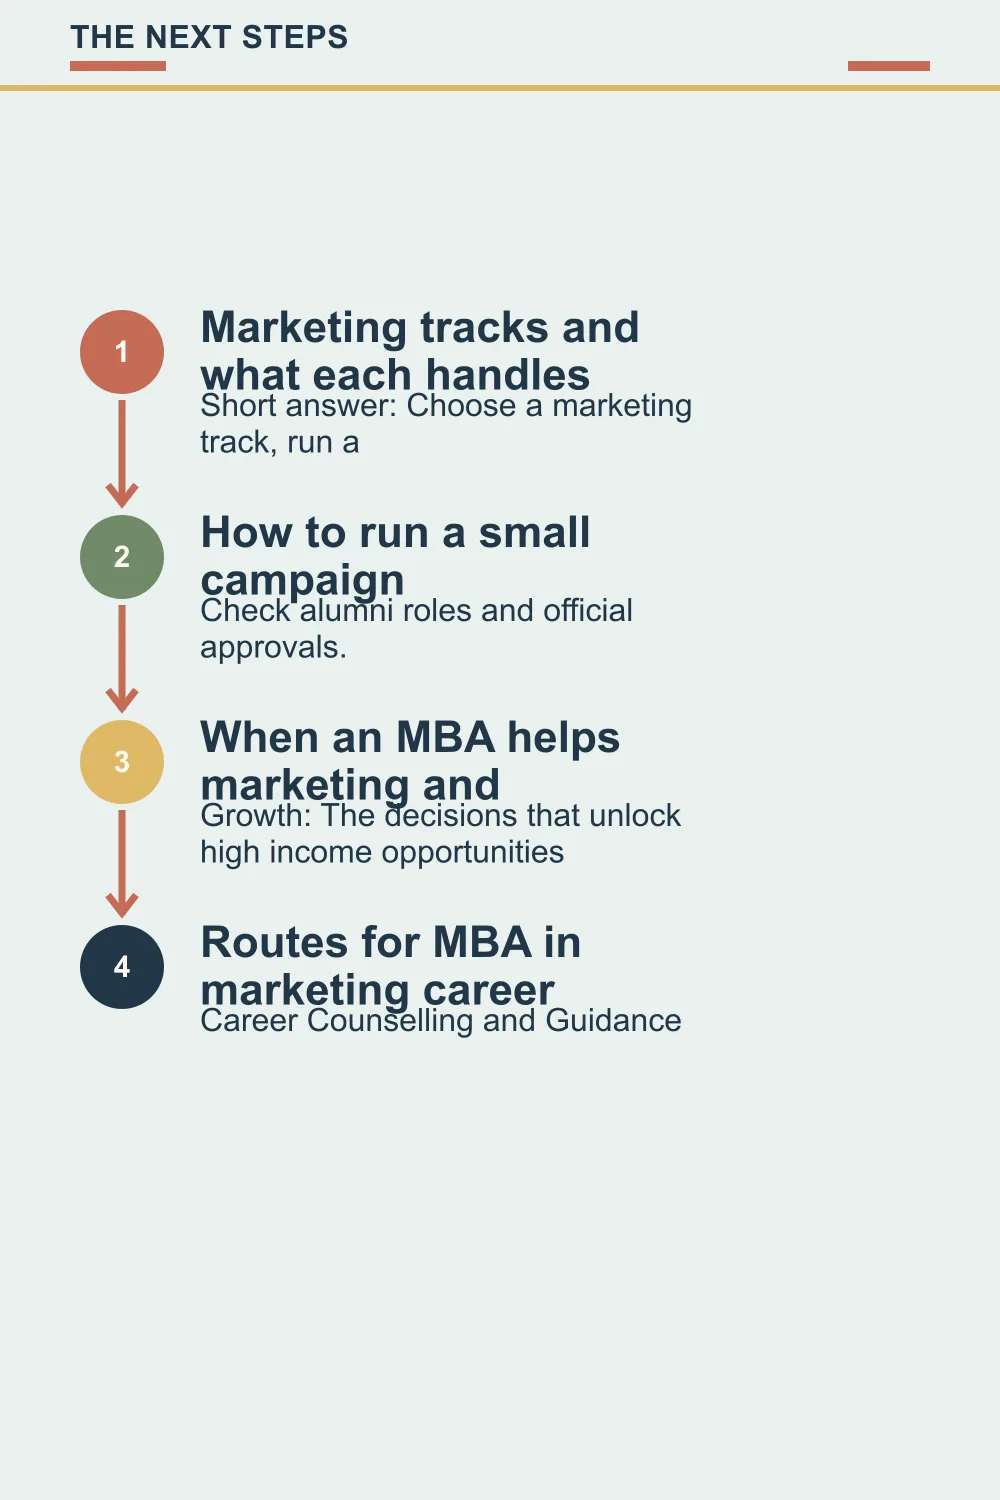 THE NEXT STEPS
1
Marketing tracks and
what each handles
Short answer: Choose a marketing
track, run a
2
How to run a small
campaign
Check alumni roles and official
approvals.
3
When an MBA helps
marketing and
Growth: The decisions that unlock
high income opportunities
4
Routes for MBA in
marketing career
Career Counselling and Guidance